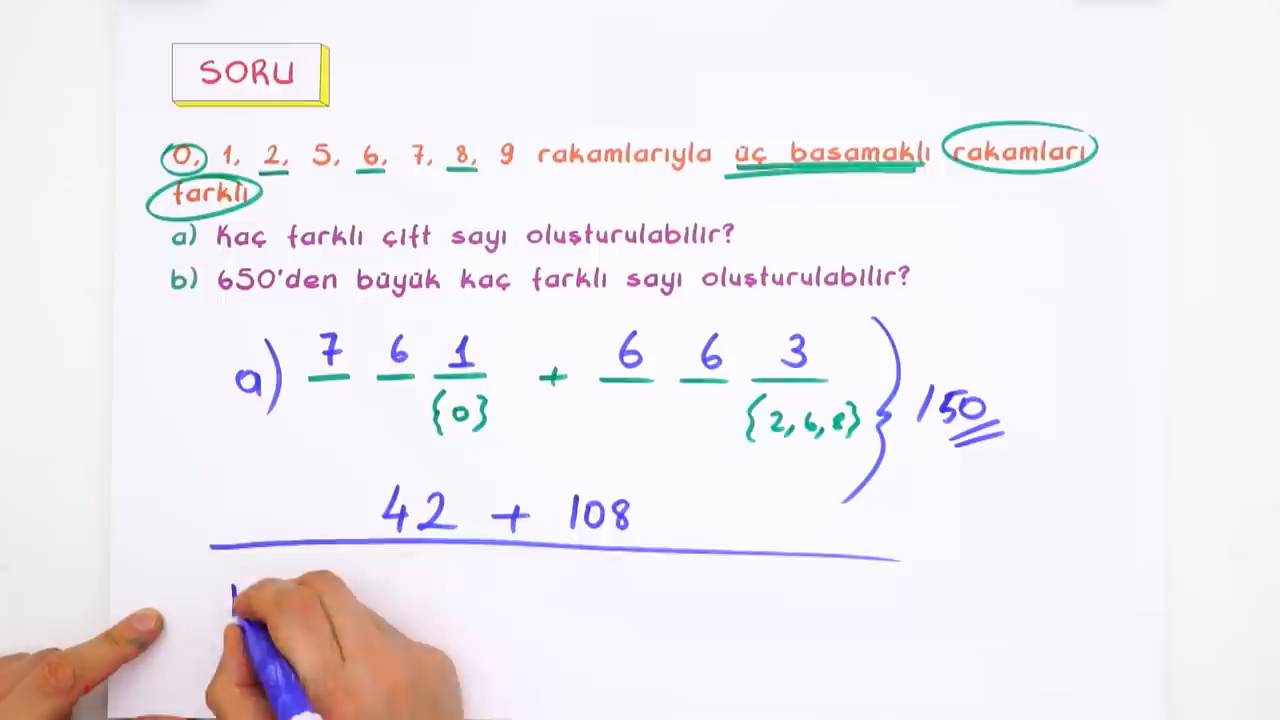 SORU
0, 1, 2, 5, 6, 7, 8, 9 rakamlarıyla üç basamaklı rakamları
farklı
a) Kaç farklı çift sayı oluşturulabilir?
b) 650'den büyük kaç farklı sayı oluşturulabilir?
a) 7 6 1 + 6 6 3
{0} {2, 6, 8} 150
42 + 108